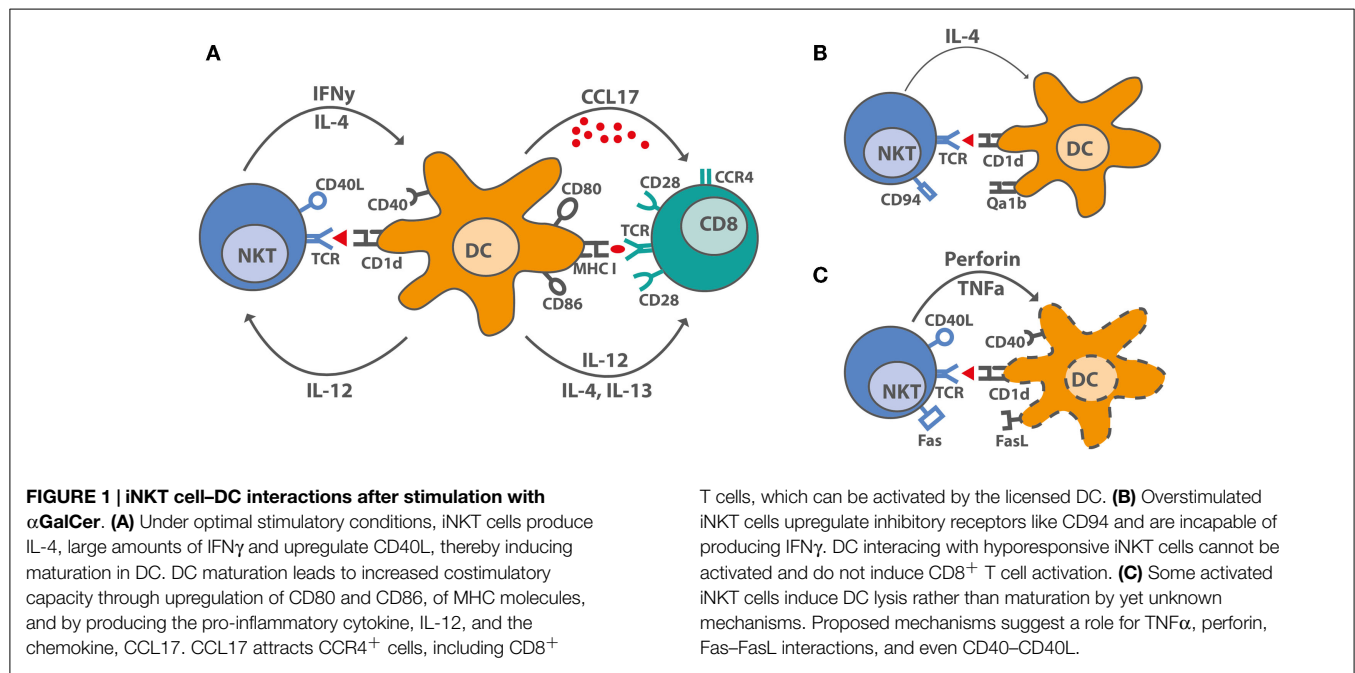 A
IFNy
IL-4
CCL17
CD40L
CD40
CD80
CD28
CCR4
TCR
CD8
NKT
TCR
CD1d
DC
MHC I
CD86
CD28
IL-12
IL-12
IL-4, IL-13
B
IL-4
NKT
TCR
CD1d
DC
CD94
Qa1b
C
Perforin
TNFa
CD40L
CD40
NKT
TCR
CD1d
DC
Fas
FasL
FIGURE 1 | iNKT cell–DC interactions after stimulation with
αGalCer. (A) Under optimal stimulatory conditions, iNKT cells produce
IL-4, large amounts of IFNγ and upregulate CD40L, thereby inducing
maturation in DC. DC maturation leads to increased costimulatory
capacity through upregulation of CD80 and CD86, of MHC molecules,
and by producing the pro-inflammatory cytokine, IL-12, and the
chemokine, CCL17. CCL17 attracts CCR4+ cells, including CD8+
T cells, which can be activated by the licensed DC. (B) Overstimulated
iNKT cells upregulate inhibitory receptors like CD94 and are incapable of
producing IFNγ. DC interacing with hyporesponsive iNKT cells cannot be
activated and do not induce CD8+ T cell activation. (C) Some activated
iNKT cells induce DC lysis rather than maturation by yet unknown
mechanisms. Proposed mechanisms suggest a role for TNFα, perforin,
Fas–FasL interactions, and even CD40–CD40L.